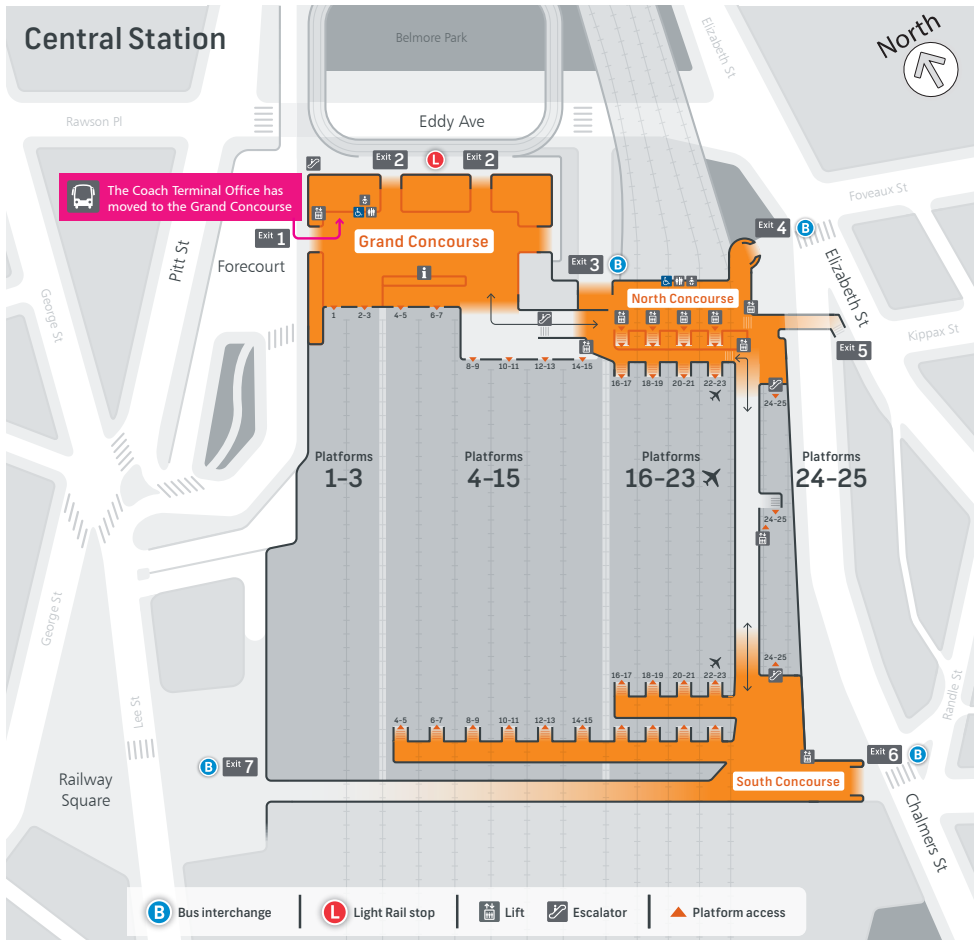 Central Station
Belmore Park
Elizabeth St
North
Rawson Pl
Eddy Ave
Exit 2
L
Exit 2
The Coach Terminal Office has
moved to the Grand Concourse
Foveaux St
Exit 1
Pitt St
Forecourt
Grand Concourse
i
Exit 3
B
Exit 4
B
Elizabeth St
North Concourse
George St
Kippax St
Exit 5
1
2-3
4-5
6-7
8-9
10-11
12-13
14-15
16-17
18-19
20-21
22-23
24-25
Platforms
1-3
Platforms
4-15
Platforms
16-23
Platforms
24-25
24-25
George St
24-25
16-17
18-19
20-21
22-23
Randle St
Lee St
4-5
6-7
8-9
10-11
12-13
14-15
B
Exit 7
Exit 6
B
Railway
Square
South Concourse
Chalmers St
B Bus interchange
L Light Rail stop
Lift
Escalator
Platform access